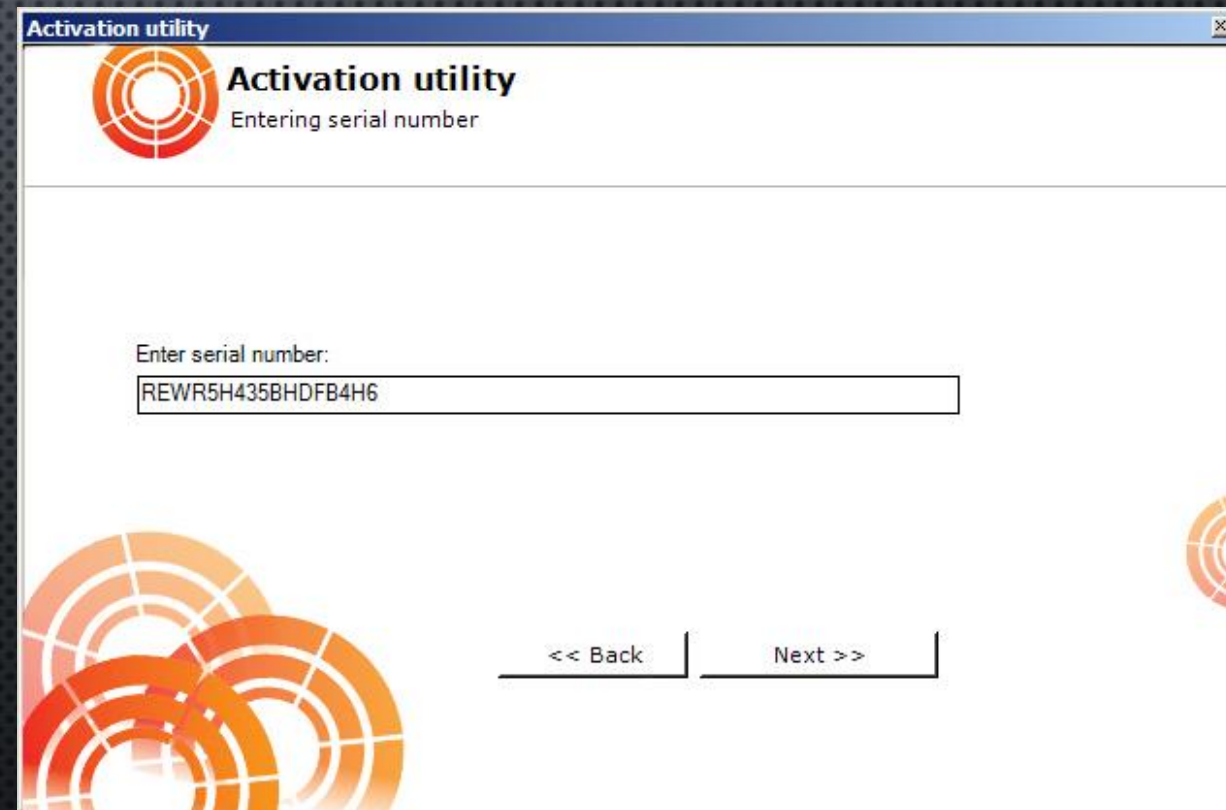 Activation utility
Activation utility
Entering serial number
Enter serial number:
REWR5H435BHDFB4H6
<< Back Next >>